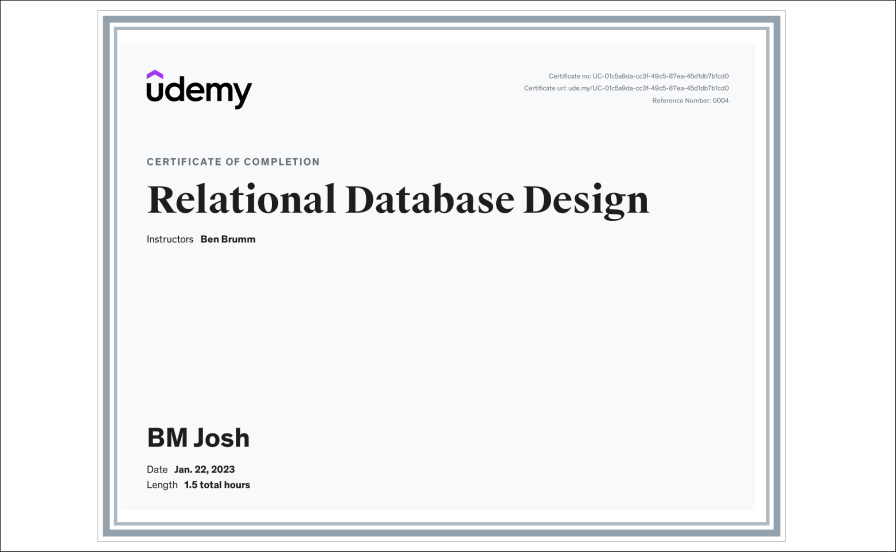 udemy
Certificate no: UC-01c5a9da-cc3f-49c5-87ea-45d1db7b1cd0
Certificate url: ude.my/UC-01c5a9da-cc3f-49c5-87ea-45d1db7b1cd0
Reference Number: 0004
CERTIFICATE OF COMPLETION
Relational Database Design
Instructors Ben Brumm
BM Josh
Date Jan. 22, 2023
Length 1.5 total hours